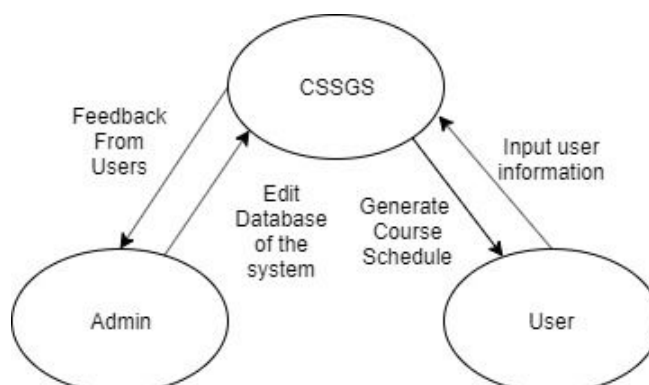 CSSGS
Feedback
From
Users
Input user
information
Edit
Database
of the
system
Generate
Course
Schedule
Admin
User